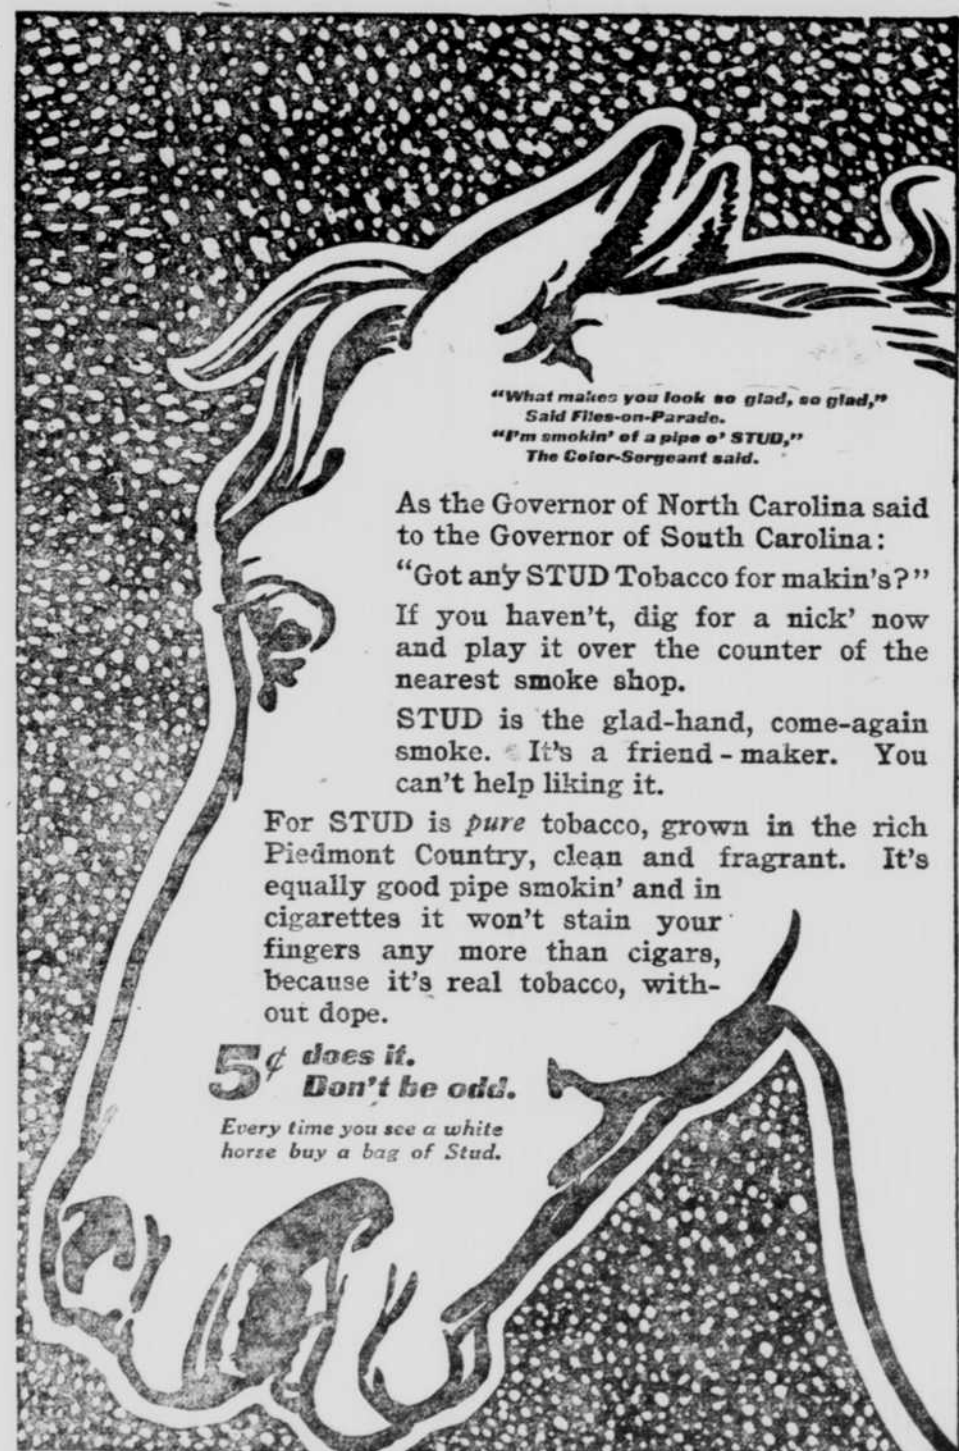 “What makes you look so glad, so glad,”
Said Files-on-Parade.
“I'm smokin' of a pipe o' STUD,”
The Color-Sergeant said.
As the Governor of North Carolina said
to the Governor of South Carolina:
“Got any STUD Tobacco for makin's?”
If you haven't, dig for a nick' now
and play it over the counter of the
nearest smoke shop.
STUD is the glad-hand, come-again
smoke. It's a friend-maker. You
can't help liking it.
For STUD is pure tobacco, grown in the rich
Piedmont Country, clean and fragrant. It's
equally good pipe smokin' and in
cigarettes it won't stain your
fingers any more than cigars,
because it's real tobacco, with-
out dope.
5¢ does it.
Don't be odd.
Every time you see a white
horse buy a bag of Stud.